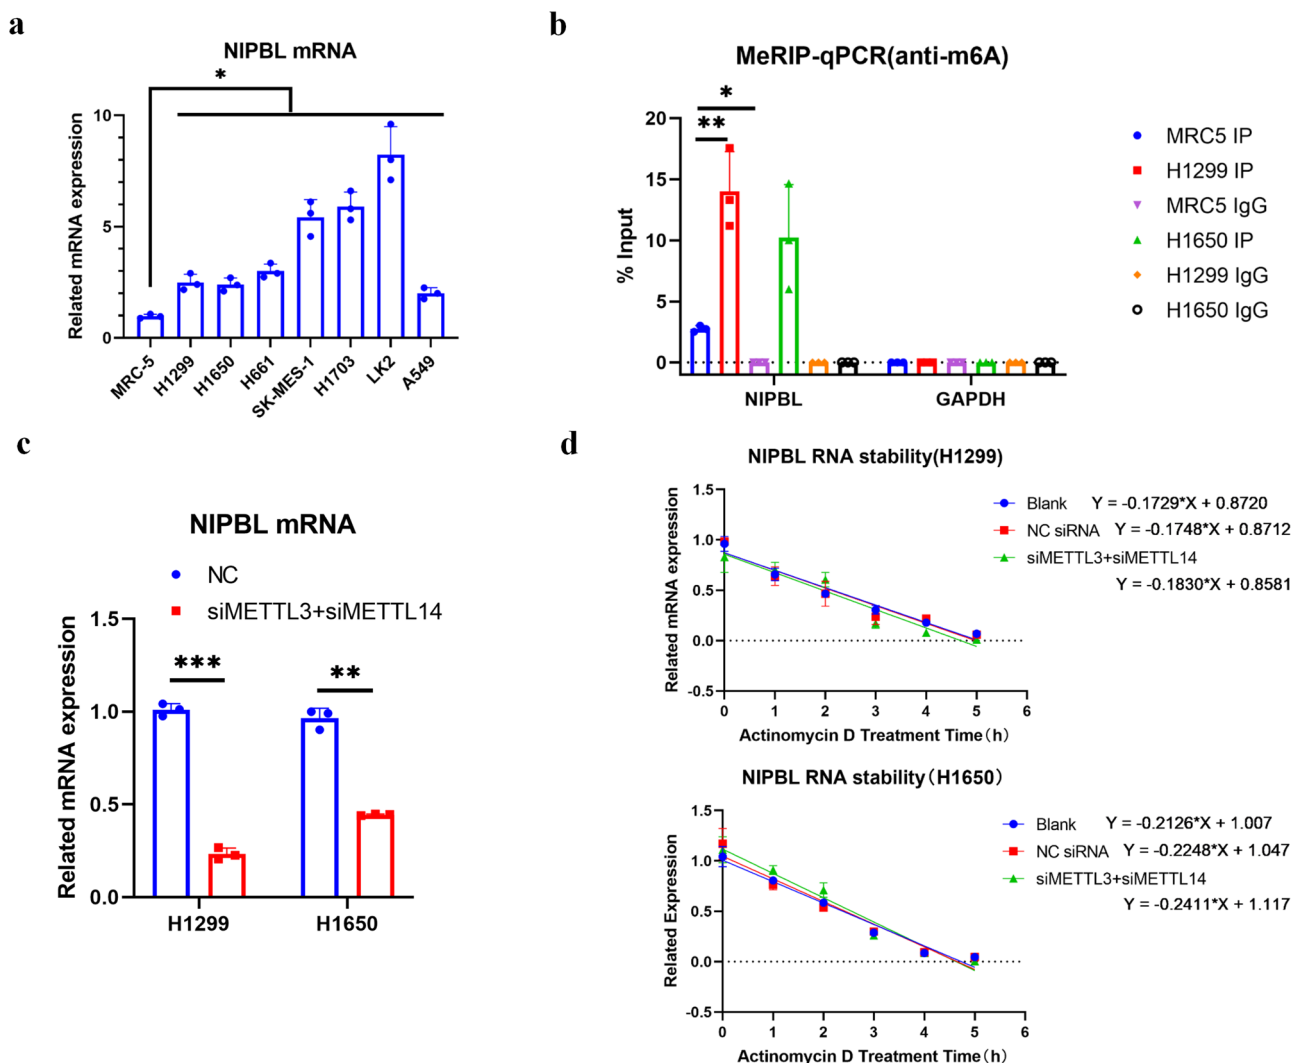 a
NIPBL mRNA
*
Related mRNA expression
10
5
0
MRC-5
H1299
H1650
H661
SK-MES-1
H1703
LK2
A549
b
MeRIP-qPCR(anti-m6A)
*
**
% Input
20
15
10
5
0
NIPBL
GAPDH
MRC5 IP
H1299 IP
MRC5 IgG
H1650 IP
H1299 IgG
H1650 IgG
c
NIPBL mRNA
NC
siMETTL3+siMETTL14
***
**
Related mRNA expression
1.5
1.0
0.5
0.0
H1299
H1650
d
NIPBL RNA stability(H1299)
Related mRNA expression
1.5
1.0
0.5
0.0
-0.5
0 1 2 3 4 5 6
Actinomycin D Treatment Time(h)
Blank Y = -0.1729*X + 0.8720
NC siRNA Y = -0.1748*X + 0.8712
siMETTL3+siMETTL14
Y = -0.1830*X + 0.8581
NIPBL RNA stability(H1650)
Related Expression
1.5
1.0
0.5
0.0
-0.5
0 1 2 3 4 5 6
Actinomycin D Treatment Time(h)
Blank Y = -0.2126*X + 1.007
NC siRNA Y = -0.2248*X + 1.047
siMETTL3+siMETTL14
Y = -0.2411*X + 1.117